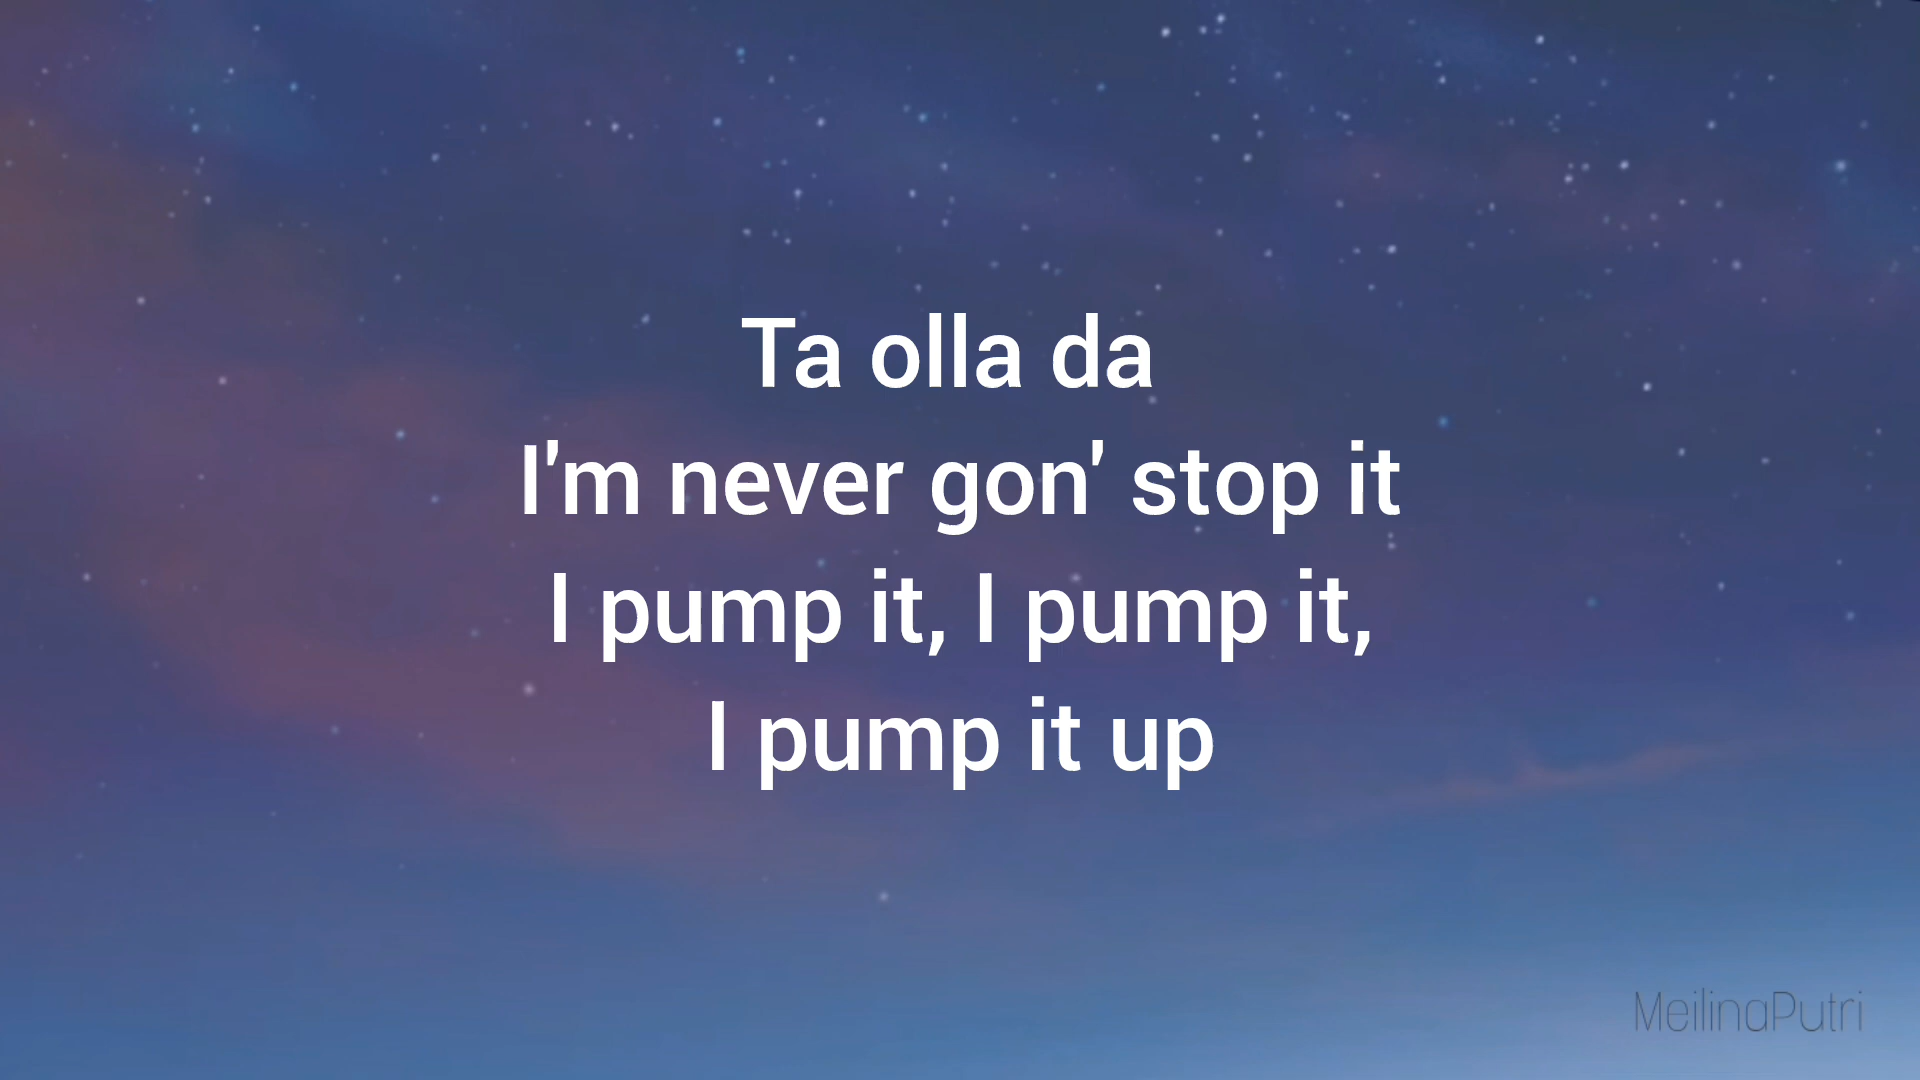 Ta olla da
I'm never gon' stop it
I pump it, I pump it,
I pump it up
MeilinaPutri